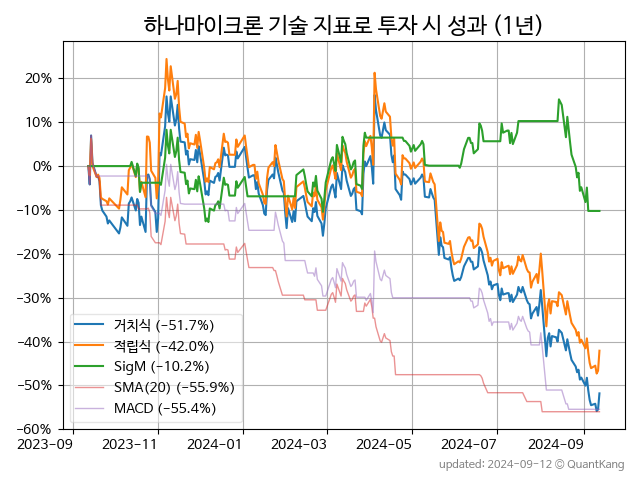 하나마이크론 기술 지표로 투자 시 성과 (1년)
20%
10%
0%
−10%
−20%
−30%
−40%
−50%
−60%
거치식 (−51.7%)
적립식 (−42.0%)
SigM (−10.2%)
SMA(20) (−55.9%)
MACD (−55.4%)
2023-09 2023-11 2024-01 2024-03 2024-05 2024-07 2024-09
updated: 2024-09-12 © QuantKang